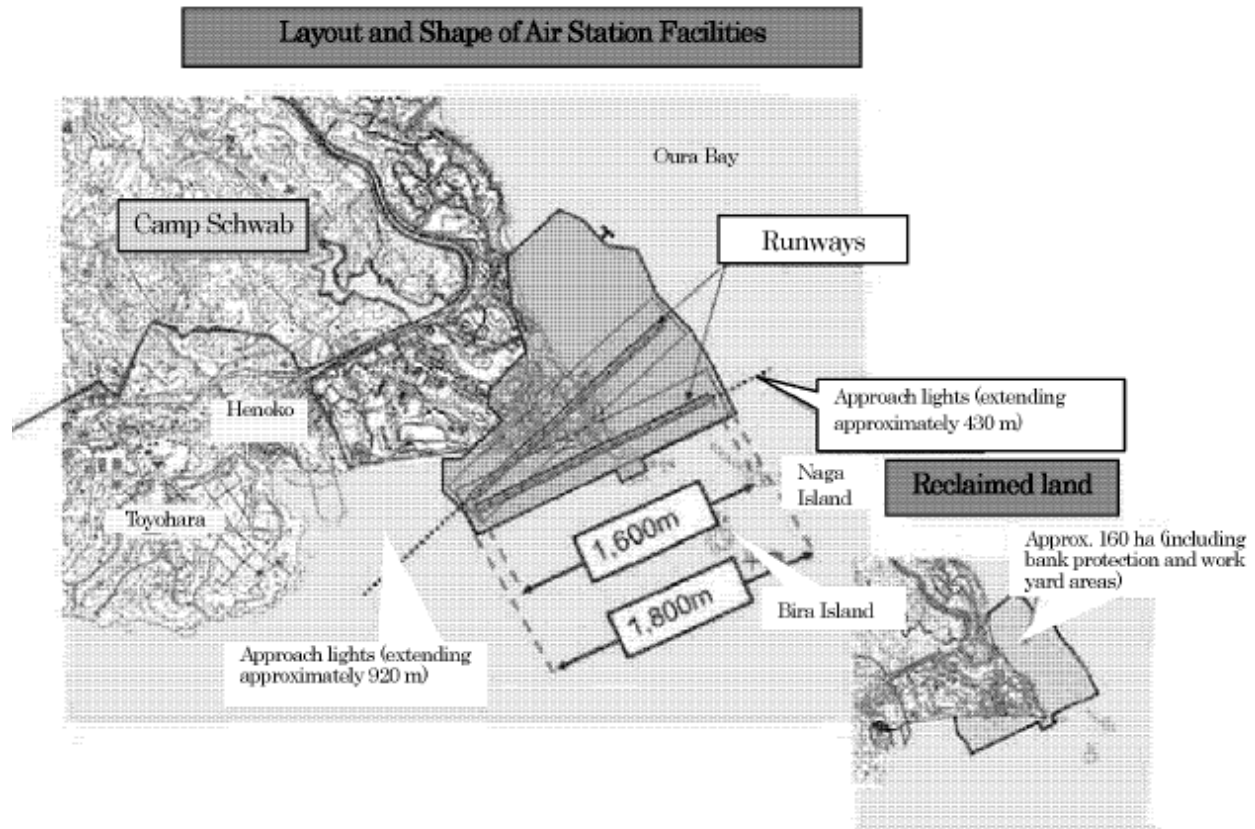 Layout and Shape of Air Station Facilities
Oura Bay
Camp Schwab
Runways
Approach lights (extending
approximately 430 m)
Henoko
Naga
Island
Reclaimed land
Toyohara
1,600m
Approx. 160 ha (including
bank protection and work
yard areas)
Bira Island
1,800m
Approach lights (extending
approximately 920 m)